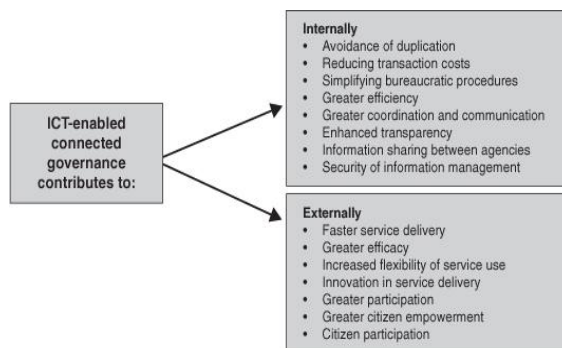 ICT-enabled
connected
governance
contributes to:
Internally
• Avoidance of duplication
• Reducing transaction costs
• Simplifying bureaucratic procedures
• Greater efficiency
• Greater coordination and communication
• Enhanced transparency
• Information sharing between agencies
• Security of information management
Externally
• Faster service delivery
• Greater efficacy
• Increased flexibility of service use
• Innovation in service delivery
• Greater participation
• Greater citizen empowerment
• Citizen participation